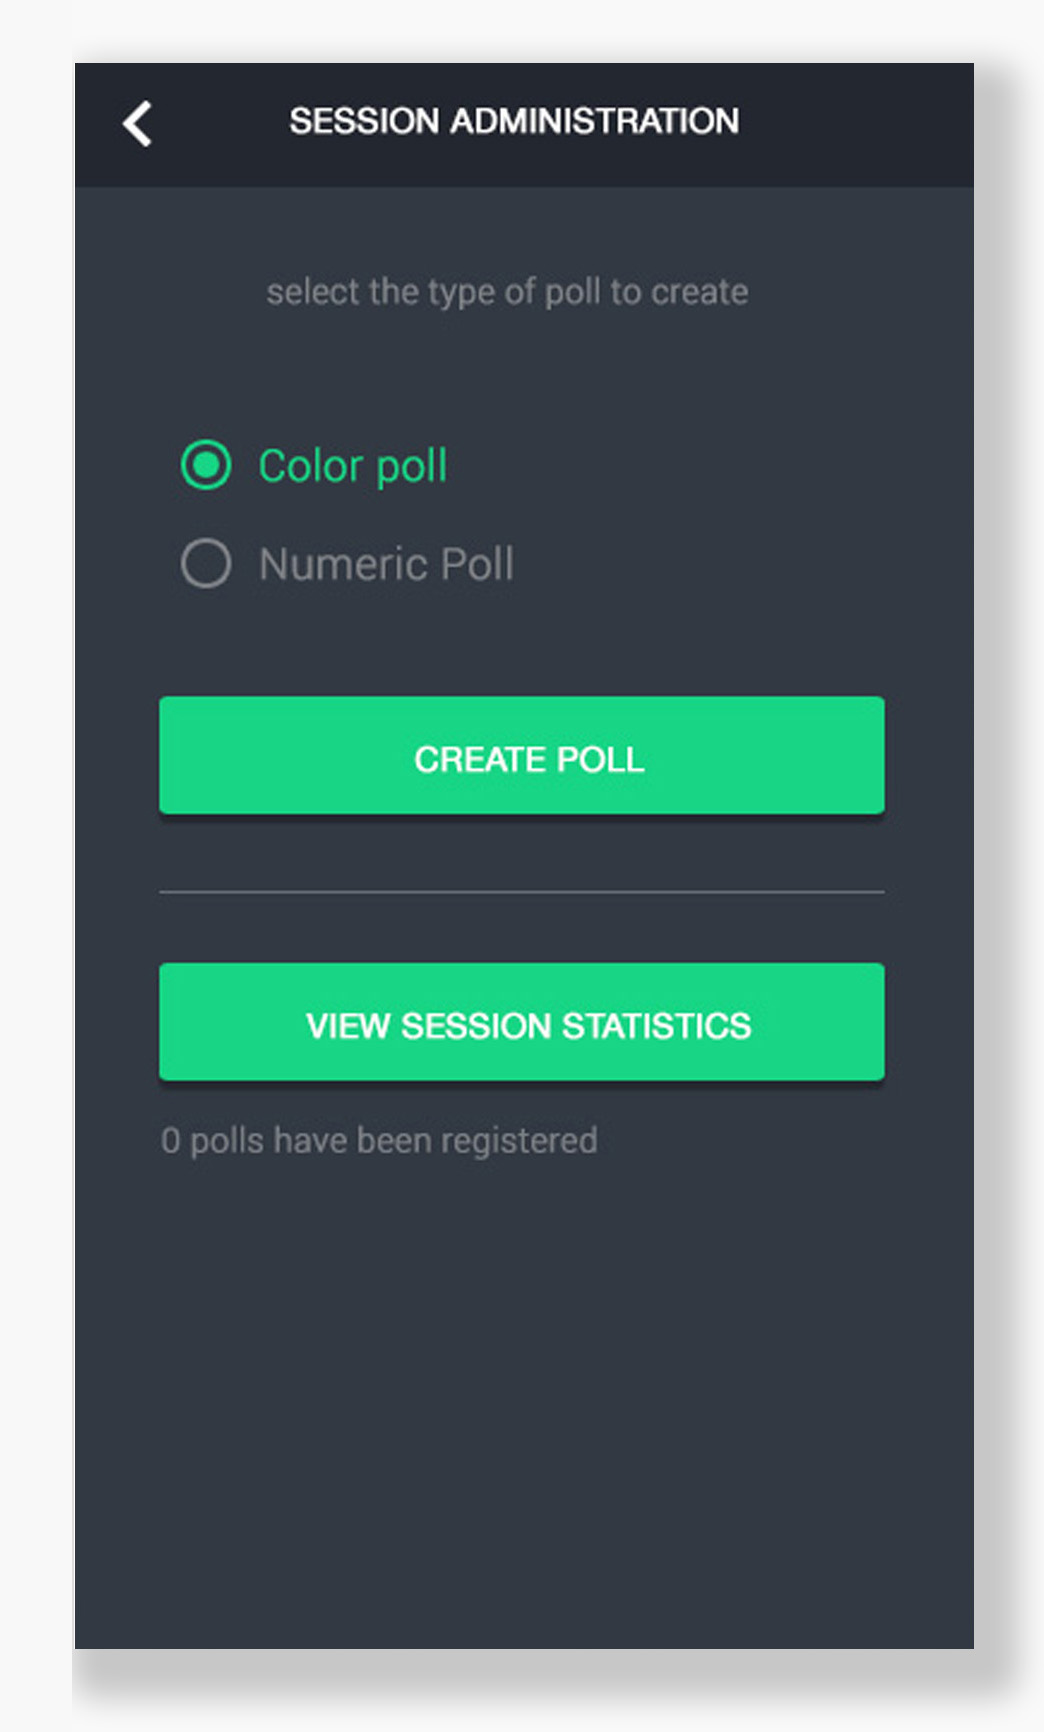 SESSION ADMINISTRATION
select the type of poll to create
Color poll
Numeric Poll
CREATE POLL
VIEW SESSION STATISTICS
0 polls have been registered